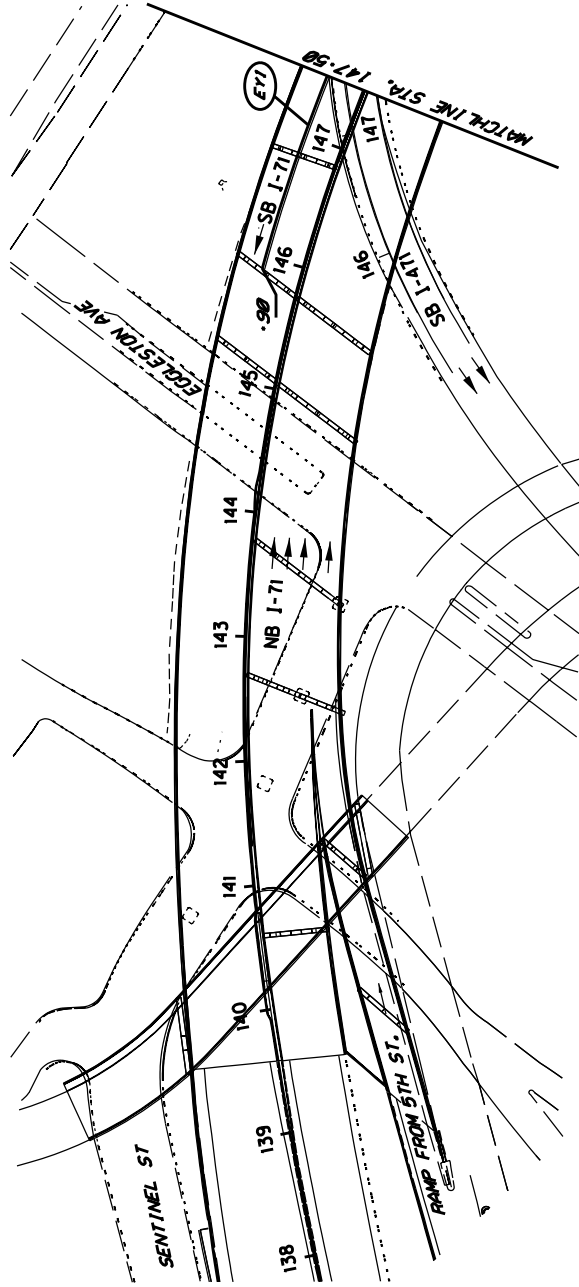 MATCHLINE STA. 147+50
EY1
147
147
SB I-71
146
146
SB I-471
.90
EGGLESTON AVE
145
144
NB I-71
143
142
141
140
RAMP FROM 5TH ST.
139
SENTINEL ST
138